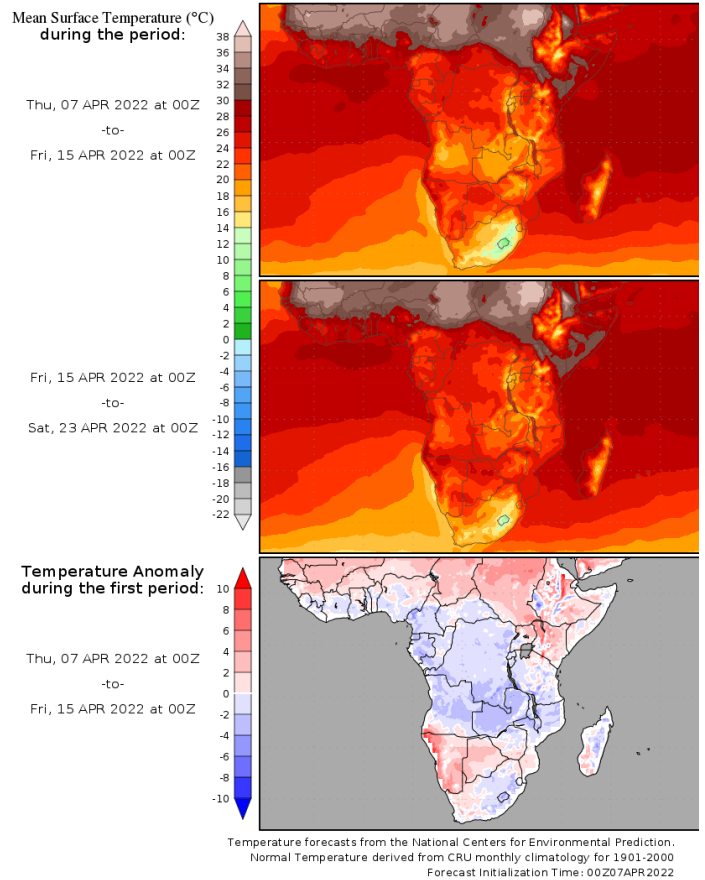 Mean Surface Temperature (°C)
during the period:
Thu, 07 APR 2022 at 00Z
-to-
Fri, 15 APR 2022 at 00Z
38
36
34
32
30
28
26
24
22
20
18
16
14
12
10
8
6
4
2
0
-2
-4
-6
-8
-10
-12
-14
-16
-18
-20
-22
Fri, 15 APR 2022 at 00Z
-to-
Sat, 23 APR 2022 at 00Z
Temperature Anomaly
during the first period:
Thu, 07 APR 2022 at 00Z
-to-
Fri, 15 APR 2022 at 00Z
10
8
6
4
2
0
-2
-4
-6
-8
-10
Temperature forecasts from the National Centers for Environmental Prediction.
Normal Temperature derived from CRU monthly climatology for 1901-2000
Forecast Initialization Time: 00Z07APR2022